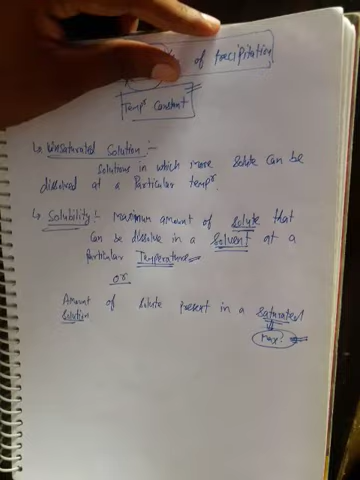 of precipitation
Tempr Constant
↳ Unsaturated Solution :-
Solutions in which more Solute can be
dissolved at a Particular tempr.
↳ Solubility :- Maximum amount of Solute that
can be dissolve in a Solvent at a
Particular Temperature
or
Amount of Solute present in a Saturated
Solution
max?